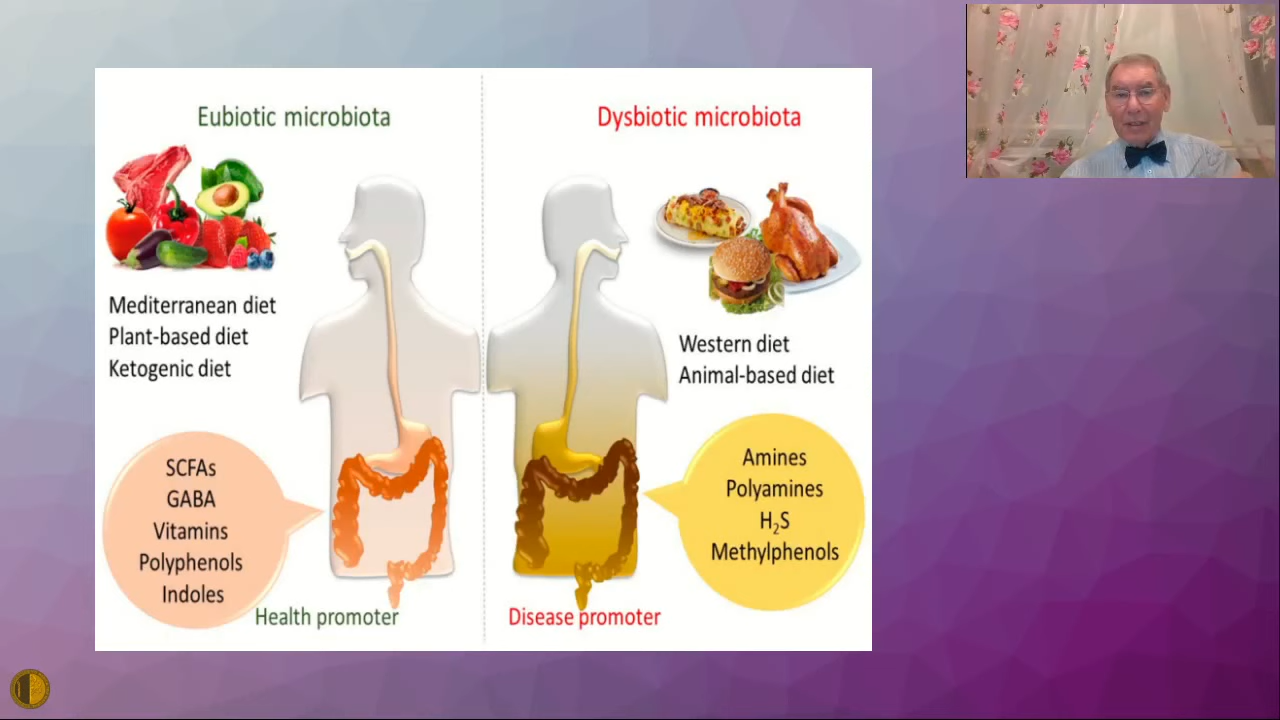 Eubiotic microbiota
Mediterranean diet
Plant-based diet
Ketogenic diet
SCFAs
GABA
Vitamins
Polyphenols
Indoles
Health promoter
Dysbiotic microbiota
Western diet
Animal-based diet
Amines
Polyamines
H₂S
Methylphenols
Disease promoter